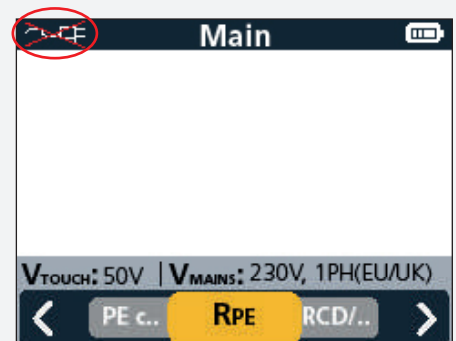 Main
VTOUCH: 50V | VMAINS: 230V, 1PH(EU/UK)
PE c.. RPE RCD/..